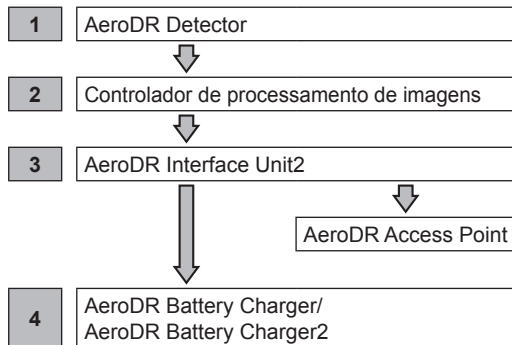 1 AeroDR Detector
2 Controlador de processamento de imagens
3 AeroDR Interface Unit2
AeroDR Access Point
4 AeroDR Battery Charger/
AeroDR Battery Charger2